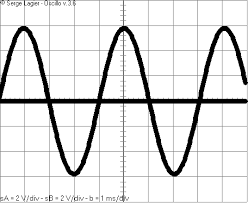 © Serge Lagier - Oscillo v.3.6
sA = 2 V/div - sB = 2 V/div - b = 1 ms/div